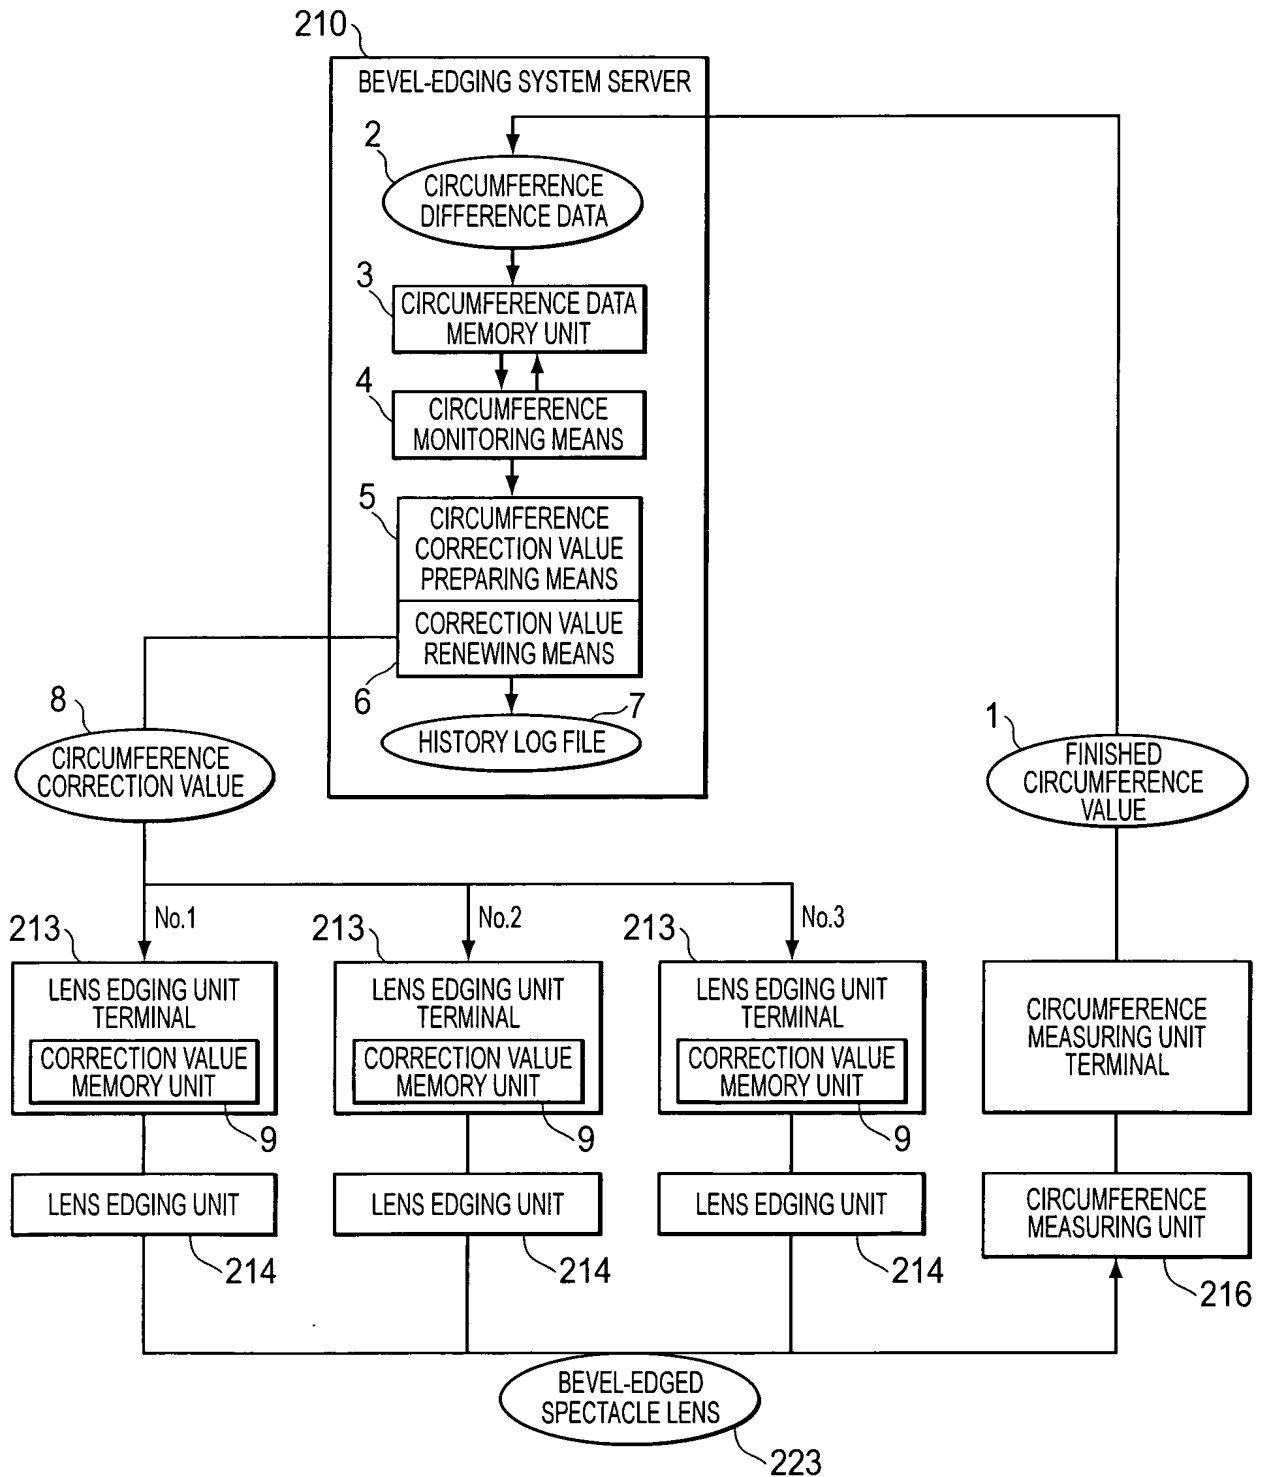 210
BEVEL-EDGING SYSTEM SERVER
2
CIRCUMFERENCE
DIFFERENCE DATA
3
CIRCUMFERENCE DATA
MEMORY UNIT
4
CIRCUMFERENCE
MONITORING MEANS
5
CIRCUMFERENCE
CORRECTION VALUE
PREPARING MEANS
CORRECTION VALUE
RENEWING MEANS
6
7
HISTORY LOG FILE
8
CIRCUMFERENCE
CORRECTION VALUE
1
FINISHED
CIRCUMFERENCE
VALUE
No.1
No.2
No.3
213
LENS EDGING UNIT
TERMINAL
CORRECTION VALUE
MEMORY UNIT
9
213
LENS EDGING UNIT
TERMINAL
CORRECTION VALUE
MEMORY UNIT
9
213
LENS EDGING UNIT
TERMINAL
CORRECTION VALUE
MEMORY UNIT
9
CIRCUMFERENCE
MEASURING UNIT
TERMINAL
LENS EDGING UNIT
214
LENS EDGING UNIT
214
LENS EDGING UNIT
214
CIRCUMFERENCE
MEASURING UNIT
216
BEVEL-EDGED
SPECTACLE LENS
223